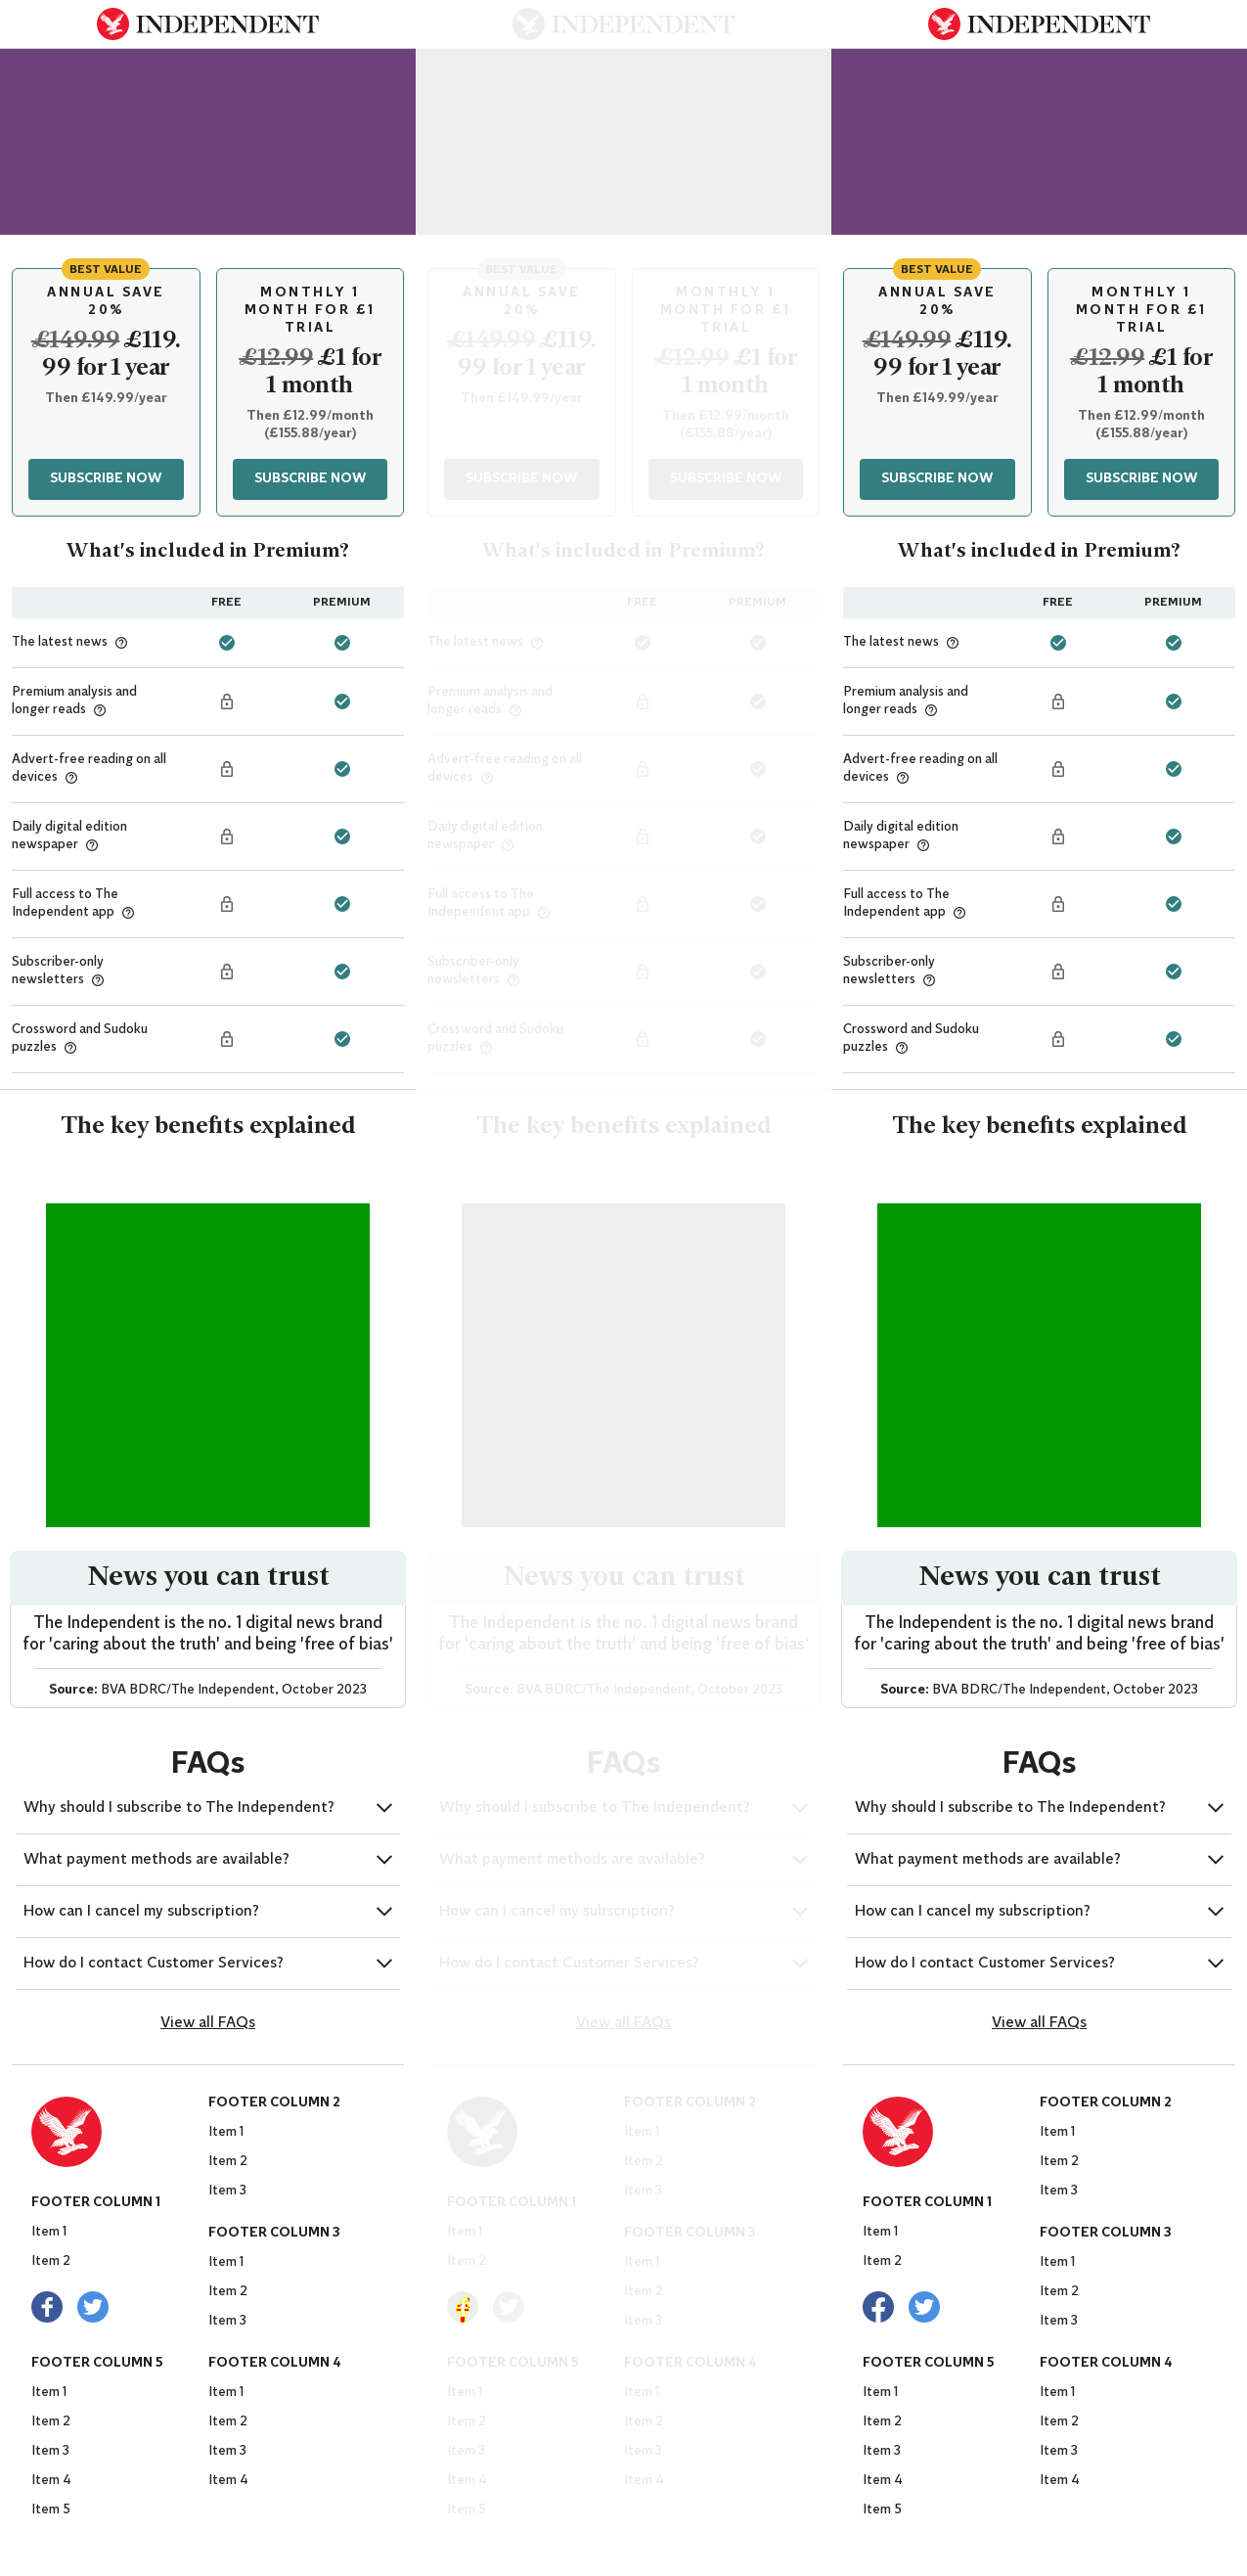 INDEPENDENT
BEST VALUE
ANNUAL SAVE
20%
£149.99 £119.
99 for 1 year
Then £149.99/year
SUBSCRIBE NOW
MONTHLY 1
MONTH FOR £1
TRIAL
£12.99 £1 for
1 month
Then £12.99/month
(£155.88/year)
SUBSCRIBE NOW
What's included in Premium?
FREE PREMIUM
The latest news
Premium analysis and
longer reads
Advert-free reading on all
devices
Daily digital edition
newspaper
Full access to The
Independent app
Subscriber-only
newsletters
Crossword and Sudoku
puzzles
The key benefits explained
News you can trust
The Independent is the no. 1 digital news brand
for 'caring about the truth' and being 'free of bias'
Source: BVA BDRC/The Independent, October 2023
FAQs
Why should I subscribe to The Independent?
What payment methods are available?
How can I cancel my subscription?
How do I contact Customer Services?
View all FAQs
FOOTER COLUMN 1
Item 1
Item 2
FOOTER COLUMN 5
Item 1
Item 2
Item 3
Item 4
Item 5
FOOTER COLUMN 2
Item 1
Item 2
Item 3
FOOTER COLUMN 3
Item 1
Item 2
Item 3
FOOTER COLUMN 4
Item 1
Item 2
Item 3
Item 4
INDEPENDENT
BEST VALUE
ANNUAL SAVE
20%
£149.99 £119.
99 for 1 year
Then £149.99/year
SUBSCRIBE NOW
MONTHLY 1
MONTH FOR £1
TRIAL
£12.99 £1 for
1 month
Then £12.99/month
(£155.88/year)
SUBSCRIBE NOW
What's included in Premium?
FREE PREMIUM
The latest news
Premium analysis and
longer reads
Advert-free reading on all
devices
Daily digital edition
newspaper
Full access to The
Independent app
Subscriber-only
newsletters
Crossword and Sudoku
puzzles
The key benefits explained
News you can trust
The Independent is the no. 1 digital news brand
for 'caring about the truth' and being 'free of bias'
Source: BVA BDRC/The Independent, October 2023
FAQs
Why should I subscribe to The Independent?
What payment methods are available?
How can I cancel my subscription?
How do I contact Customer Services?
View all FAQs
FOOTER COLUMN 1
Item 1
Item 2
FOOTER COLUMN 5
Item 1
Item 2
Item 3
Item 4
Item 5
FOOTER COLUMN 2
Item 1
Item 2
Item 3
FOOTER COLUMN 3
Item 1
Item 2
Item 3
FOOTER COLUMN 4
Item 1
Item 2
Item 3
Item 4
INDEPENDENT
BEST VALUE
ANNUAL SAVE
20%
£149.99 £119.
99 for 1 year
Then £149.99/year
SUBSCRIBE NOW
MONTHLY 1
MONTH FOR £1
TRIAL
£12.99 £1 for
1 month
Then £12.99/month
(£155.88/year)
SUBSCRIBE NOW
What's included in Premium?
FREE PREMIUM
The latest news
Premium analysis and
longer reads
Advert-free reading on all
devices
Daily digital edition
newspaper
Full access to The
Independent app
Subscriber-only
newsletters
Crossword and Sudoku
puzzles
The key benefits explained
News you can trust
The Independent is the no. 1 digital news brand
for 'caring about the truth' and being 'free of bias'
Source: BVA BDRC/The Independent, October 2023
FAQs
Why should I subscribe to The Independent?
What payment methods are available?
How can I cancel my subscription?
How do I contact Customer Services?
View all FAQs
FOOTER COLUMN 1
Item 1
Item 2
FOOTER COLUMN 5
Item 1
Item 2
Item 3
Item 4
Item 5
FOOTER COLUMN 2
Item 1
Item 2
Item 3
FOOTER COLUMN 3
Item 1
Item 2
Item 3
FOOTER COLUMN 4
Item 1
Item 2
Item 3
Item 4